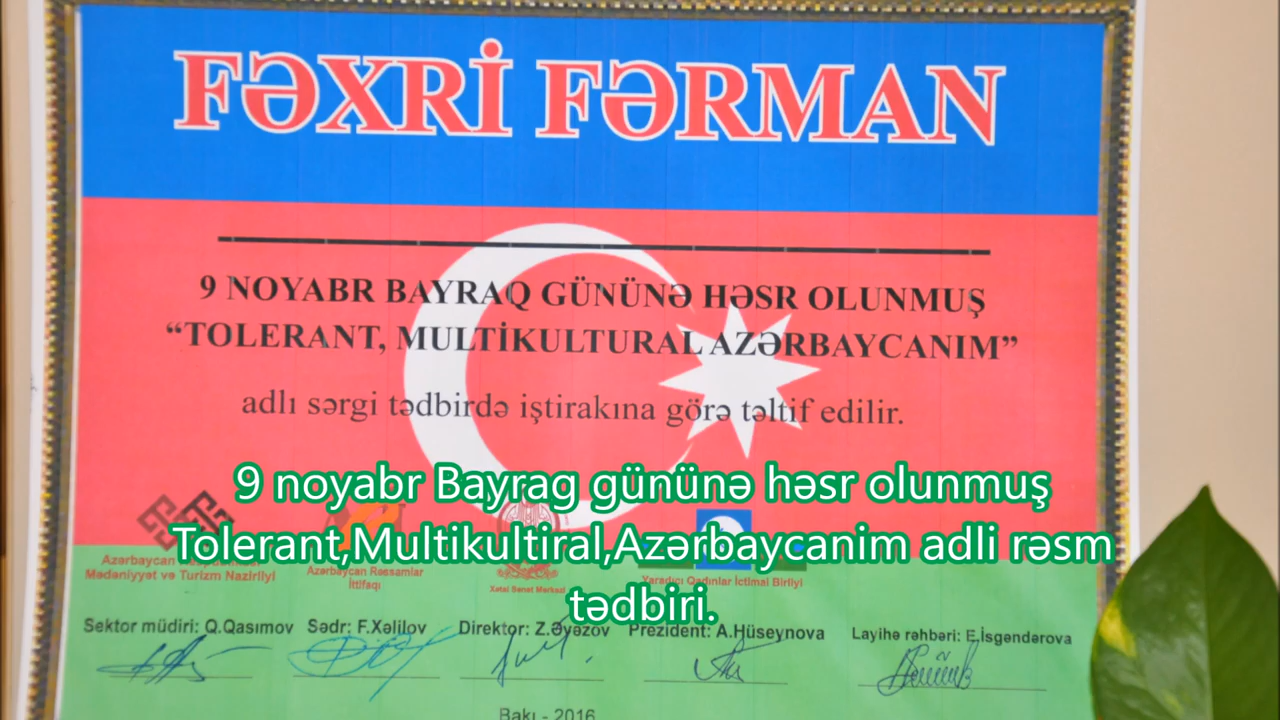 FƏXRİ FƏRMAN
9 NOYABR BAYRAQ GÜNÜNƏ HƏSR OLUNMUŞ
“TOLERANT, MULTİKULTURAL AZƏRBAYCANIM”
adlı sərgi tədbirdə iştirakına görə təltif edilir.
9 noyabr Bayrag gününə həsr olunmuş
Tolerant,Multikultiral,Azərbaycanim adli rəsm
tədbiri.
Azərbaycan
Mədəniyyət və Turizm Nazirliyi
Azərbaycan Rəssamlar
İttifaqı
Xətai Sənət Mərkəzi
Yaradıcı Qadınlar İctimai Birliyi
Sektor müdiri: Q.Qasımov
Sədr: F.Xəlilov
Direktor: Z.Əyəzov
Prezident: A.Hüseynova
Layihə rəhbəri: E.İsgəndərova
Bakı - 2016